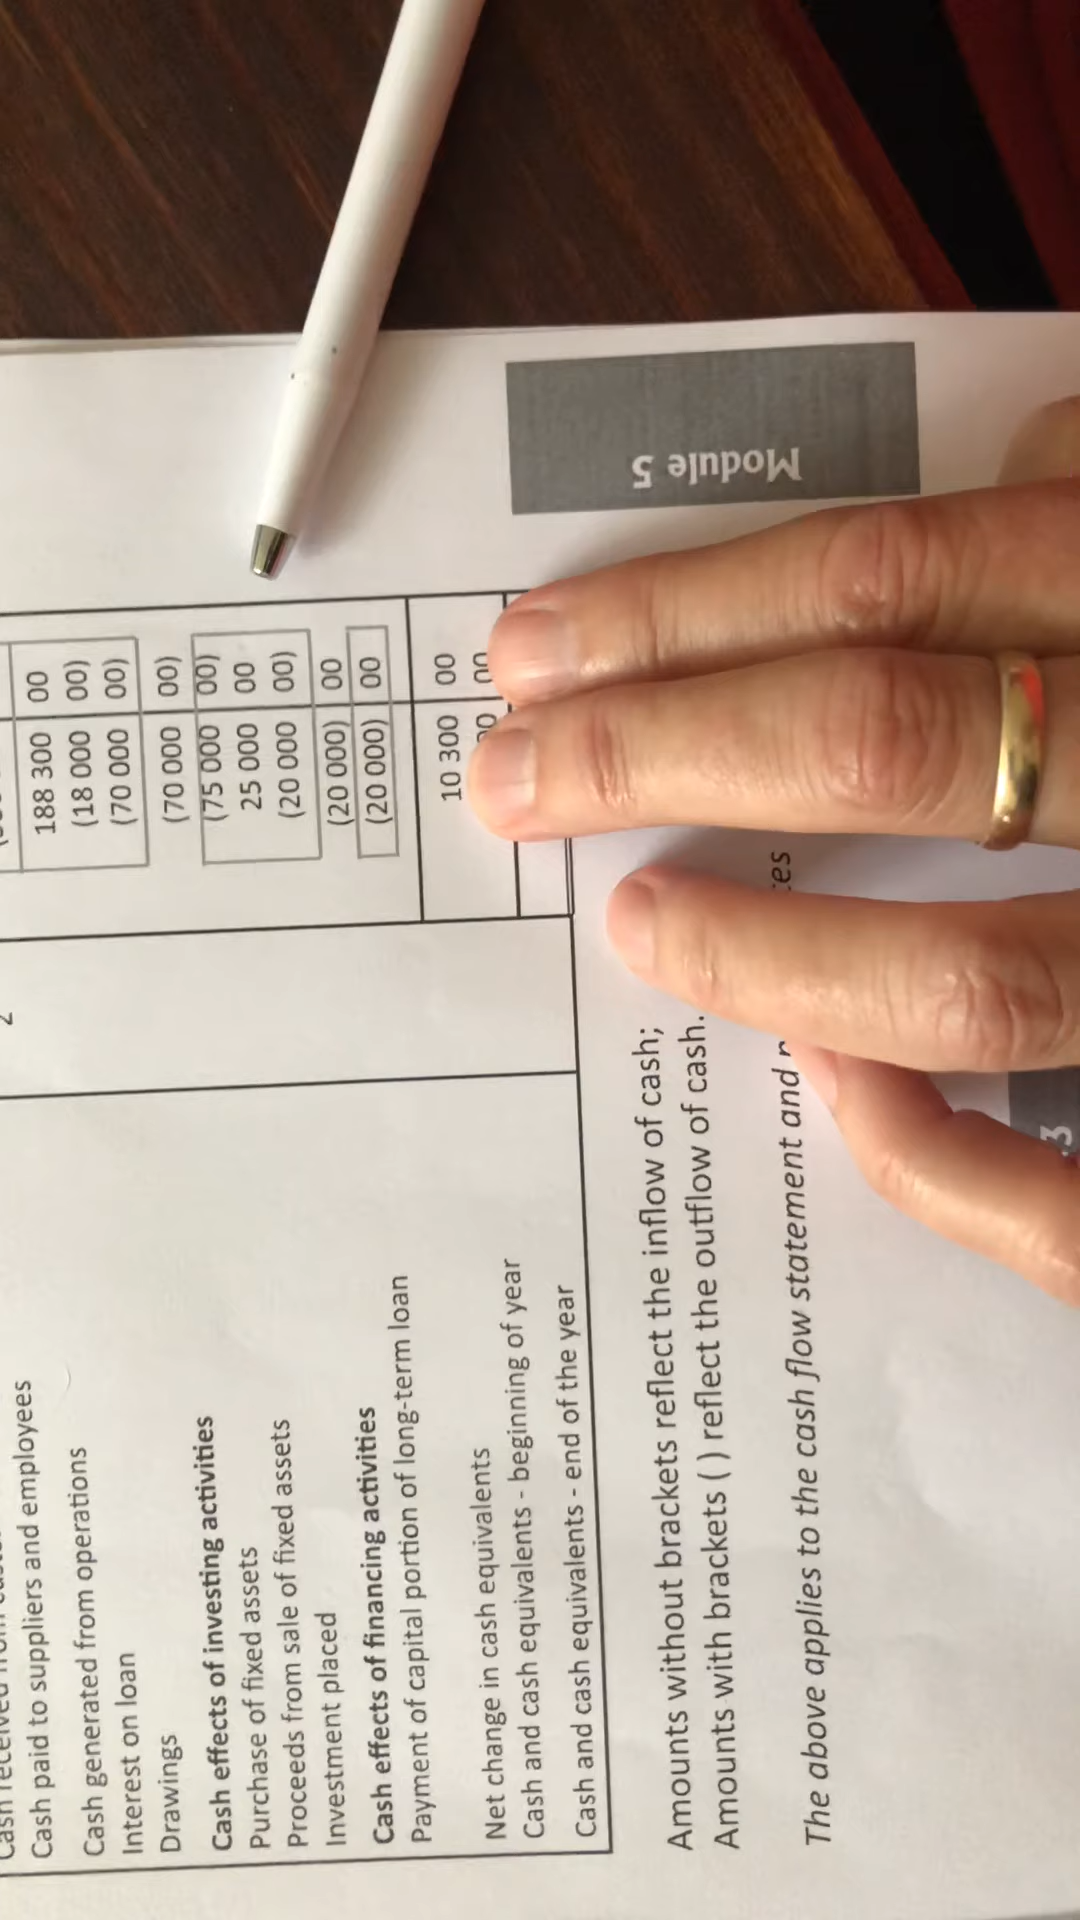 Cash paid to suppliers and employees
Cash generated from operations 188 300 00
Interest on loan (18 000 00)
Drawings (70 000 00)
Cash effects of investing activities (70 000 00)
Purchase of fixed assets (75 000 00)
Proceeds from sale of fixed assets 25 000 00
Investment placed (20 000 00)
Cash effects of financing activities (20 000) 00
Payment of capital portion of long-term loan (20 000) 00
Net change in cash equivalents 10 300 00
Cash and cash equivalents - beginning of year
Cash and cash equivalents - end of the year
Amounts without brackets reflect the inflow of cash;
Amounts with brackets ( ) reflect the outflow of cash.
The above applies to the cash flow statement and
Module 5